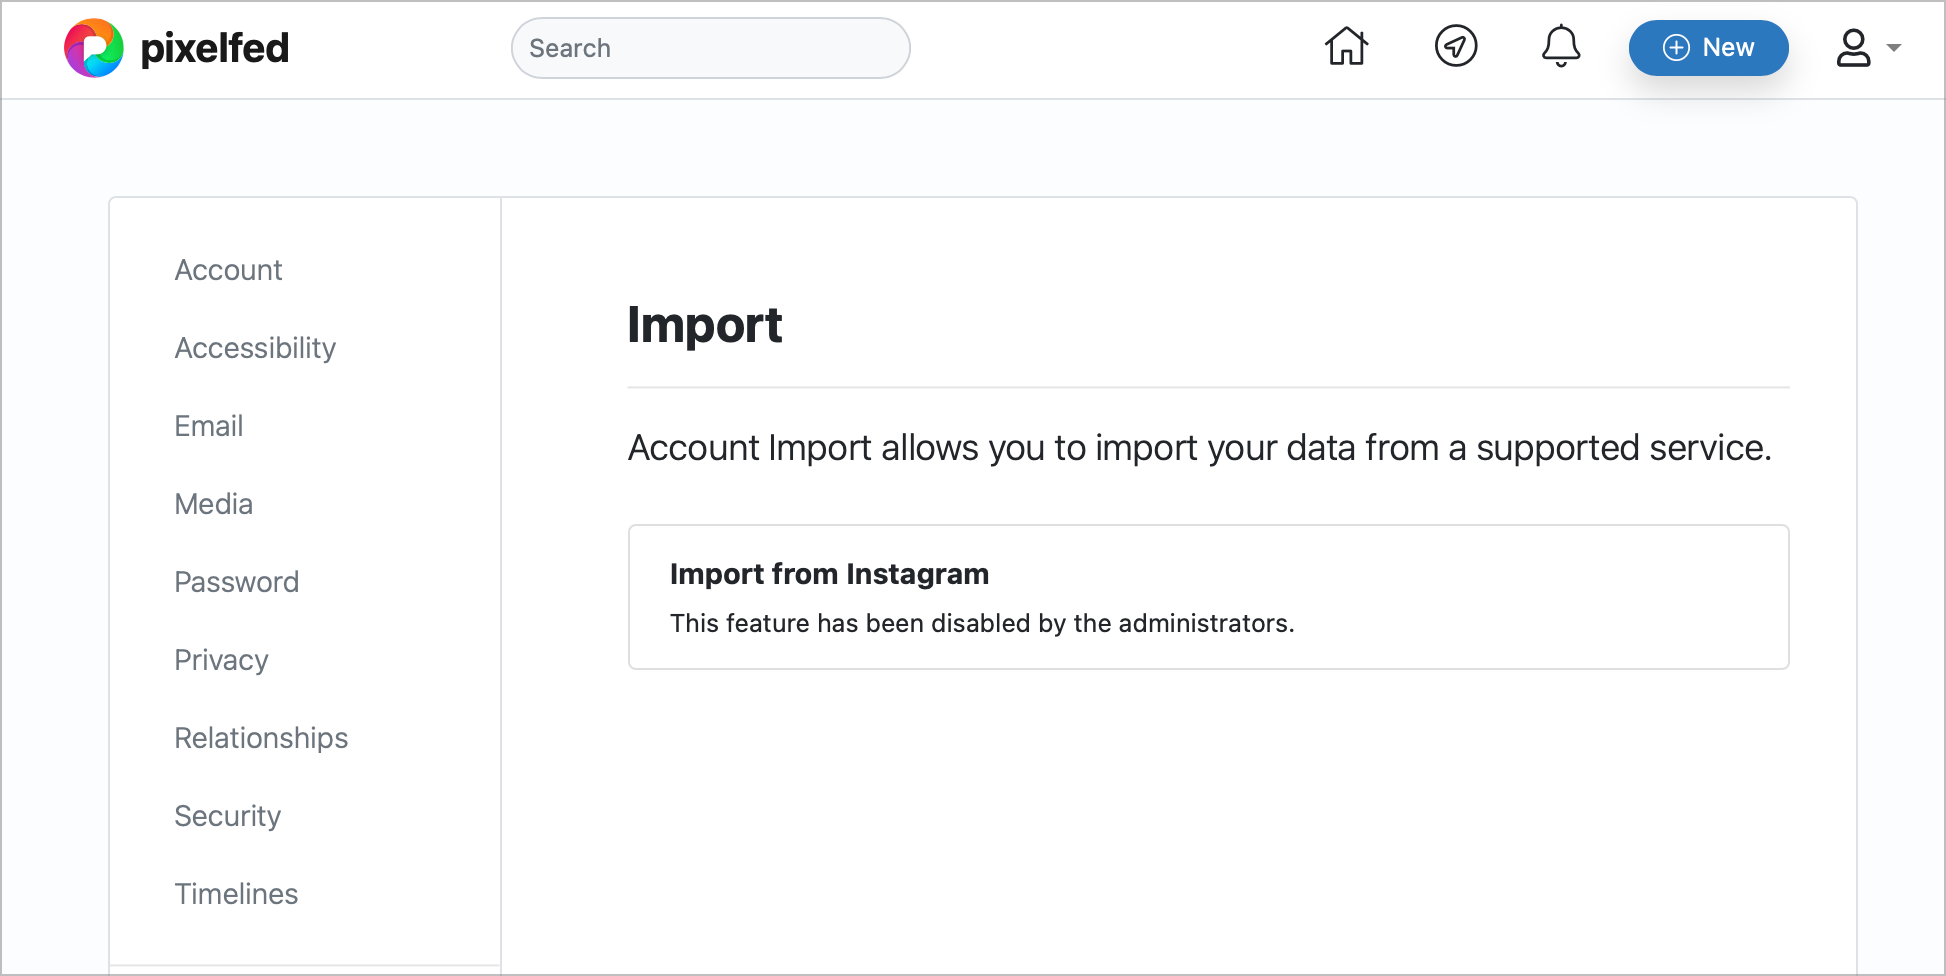 pixelfed
Search
New
Account
Accessibility
Email
Media
Password
Privacy
Relationships
Security
Timelines
Import
Account Import allows you to import your data from a supported service.
Import from Instagram
This feature has been disabled by the administrators.